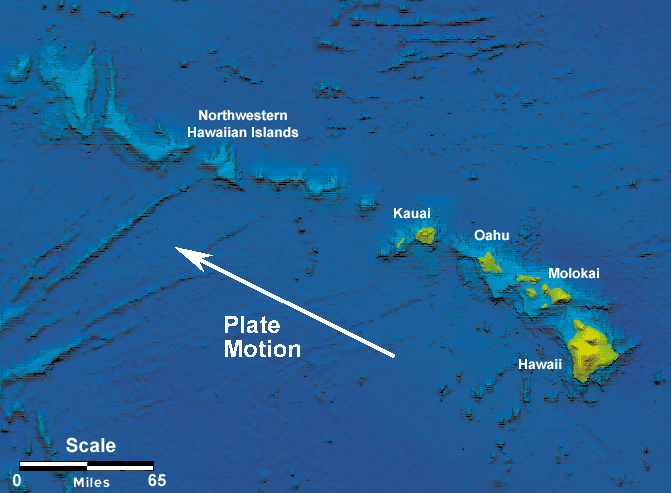 Northwestern
Hawaiian Islands
Kauai
Oahu
Molokai
Hawaii
Plate
Motion
Scale
0 Miles 65